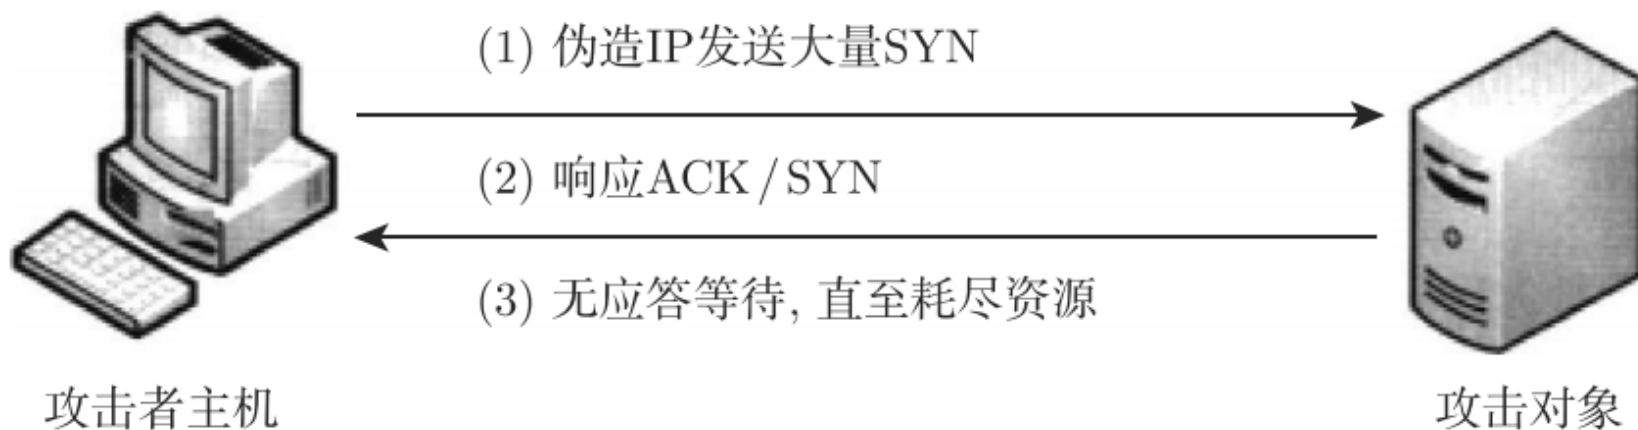 (1) 伪造IP发送大量SYN
(2) 响应ACK/SYN
(3) 无应答等待, 直至耗尽资源
攻击者主机
攻击对象